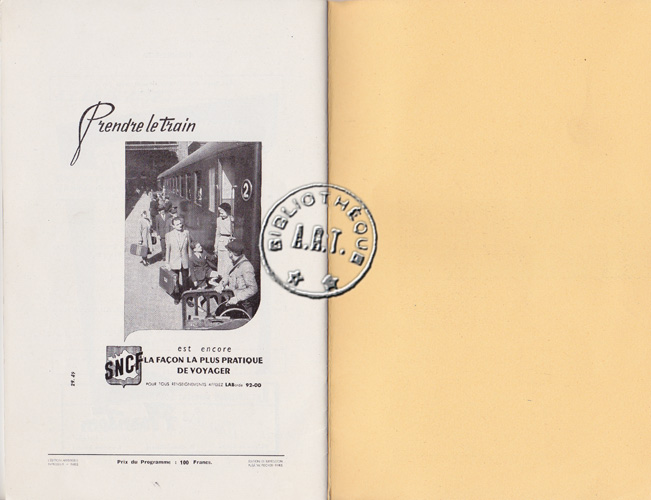 Prendre le train
2
est encore
SNCF
LA FAÇON LA PLUS PRATIQUE
DE VOYAGER
POUR TOUS RENSEIGNEMENTS APPELEZ LABorde 92-00
Prix du Programme : 100 Francs.
BIBLIOTHÈQUE
A.R.T.